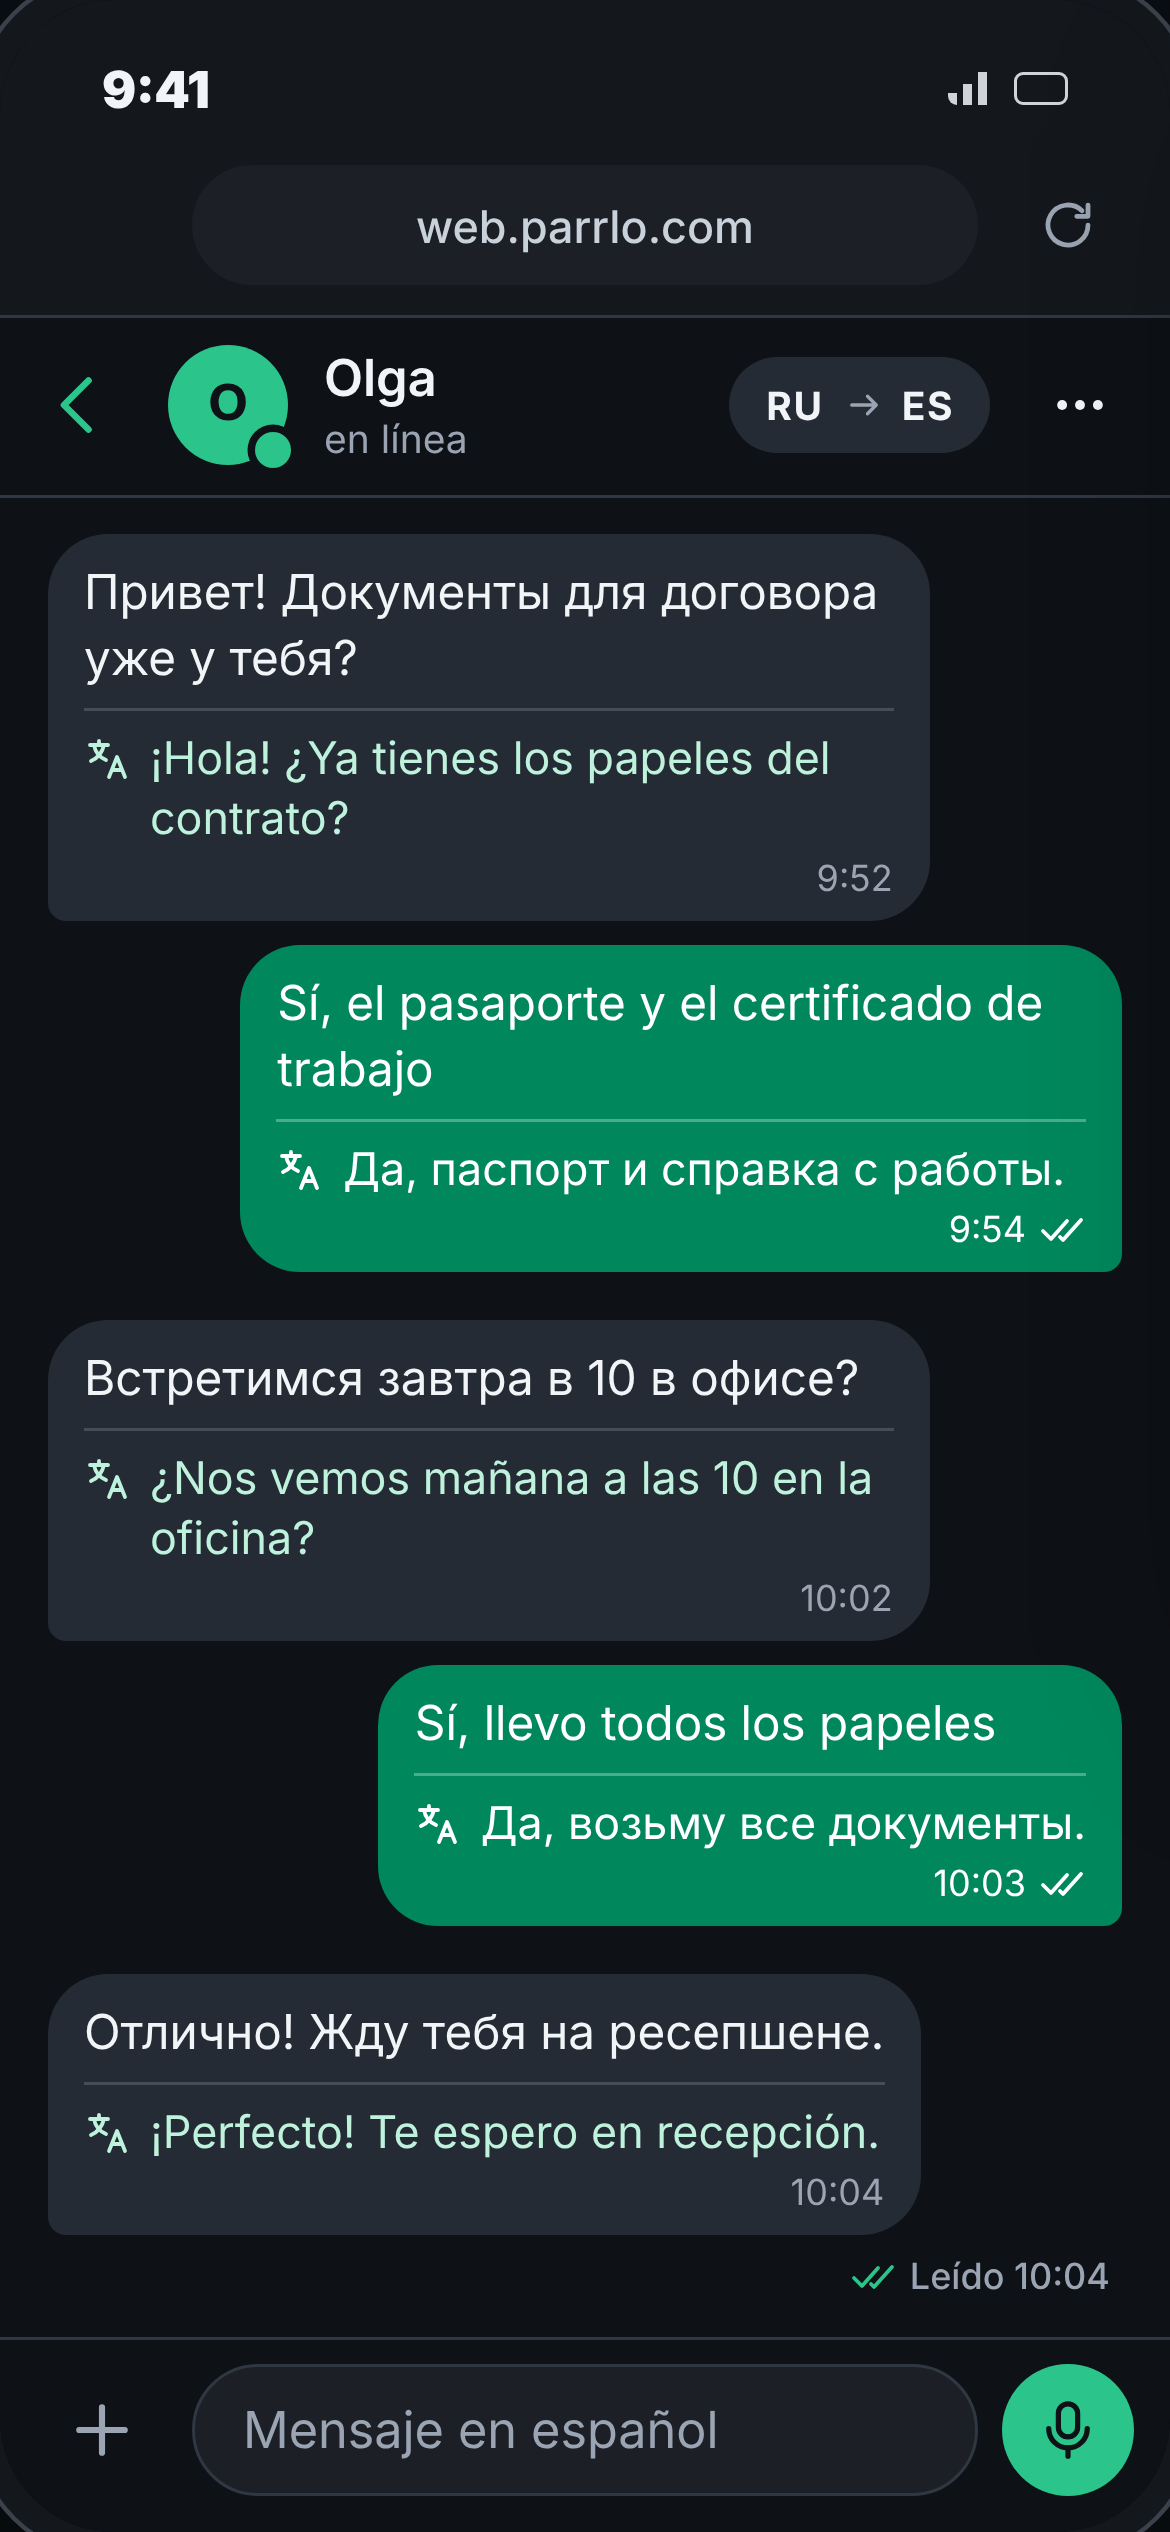 9:41
web.parrlo.com
O
Olga
en línea
RU → ES
Привет! Документы для договора
уже у тебя?
¡Hola! ¿Ya tienes los papeles del
contrato?
9:52
Sí, el pasaporte y el certificado de
trabajo
Да, паспорт и справка с работы.
9:54
Встретимся завтра в 10 в офисе?
¿Nos vemos mañana a las 10 en la
oficina?
10:02
Sí, llevo todos los papeles
Да, возьму все документы.
10:03
Отлично! Жду тебя на ресепшене.
¡Perfecto! Te espero en recepción.
10:04
Leído 10:04
Mensaje en español